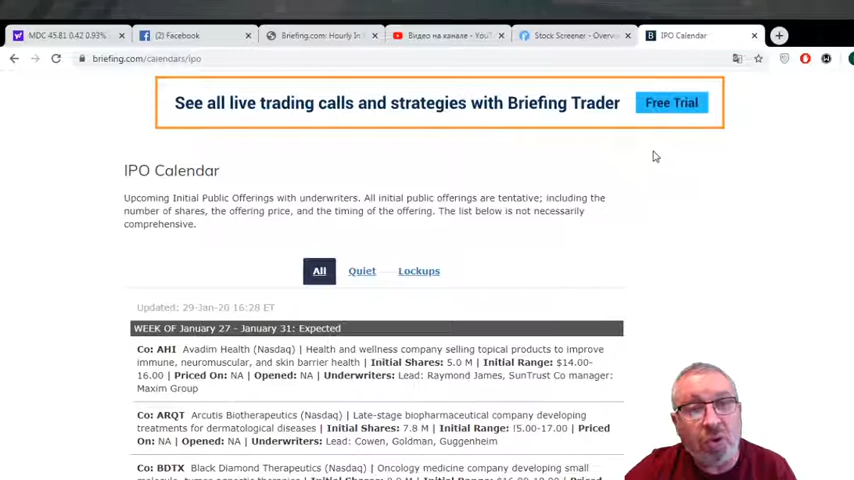 MDC 45.81 0.42 0.93%
(2) Facebook
Briefing.com: Hourly In
Видео на канале - YouT
Stock Screener - Overvi
IPO Calendar
briefing.com/calendars/ipo
See all live trading calls and strategies with Briefing Trader
Free Trial
IPO Calendar
Upcoming Initial Public Offerings with underwriters. All initial public offerings are tentative; including the
number of shares, the offering price, and the timing of the offering. The list below is not necessarily
comprehensive.
All Quiet Lockups
Updated: 29-Jan-20 16:28 ET
WEEK OF January 27 - January 31: Expected
Co: AHI Avadim Health (Nasdaq) | Health and wellness company selling topical products to improve
immune, neuromuscular, and skin barrier health | Initial Shares: 5.0 M | Initial Range: $14.00-
16.00 | Priced On: NA | Opened: NA | Underwriters: Lead: Raymond James, SunTrust Co manager:
Maxim Group
Co: ARQT Arcutis Biotherapeutics (Nasdaq) | Late-stage biopharmaceutical company developing
treatments for dermatological diseases | Initial Shares: 7.8 M | Initial Range: !5.00-17.00 | Priced
On: NA | Opened: NA | Underwriters: Lead: Cowen, Goldman, Guggenheim
Co: BDTX Black Diamond Therapeutics (Nasdaq) | Oncology medicine company developing small